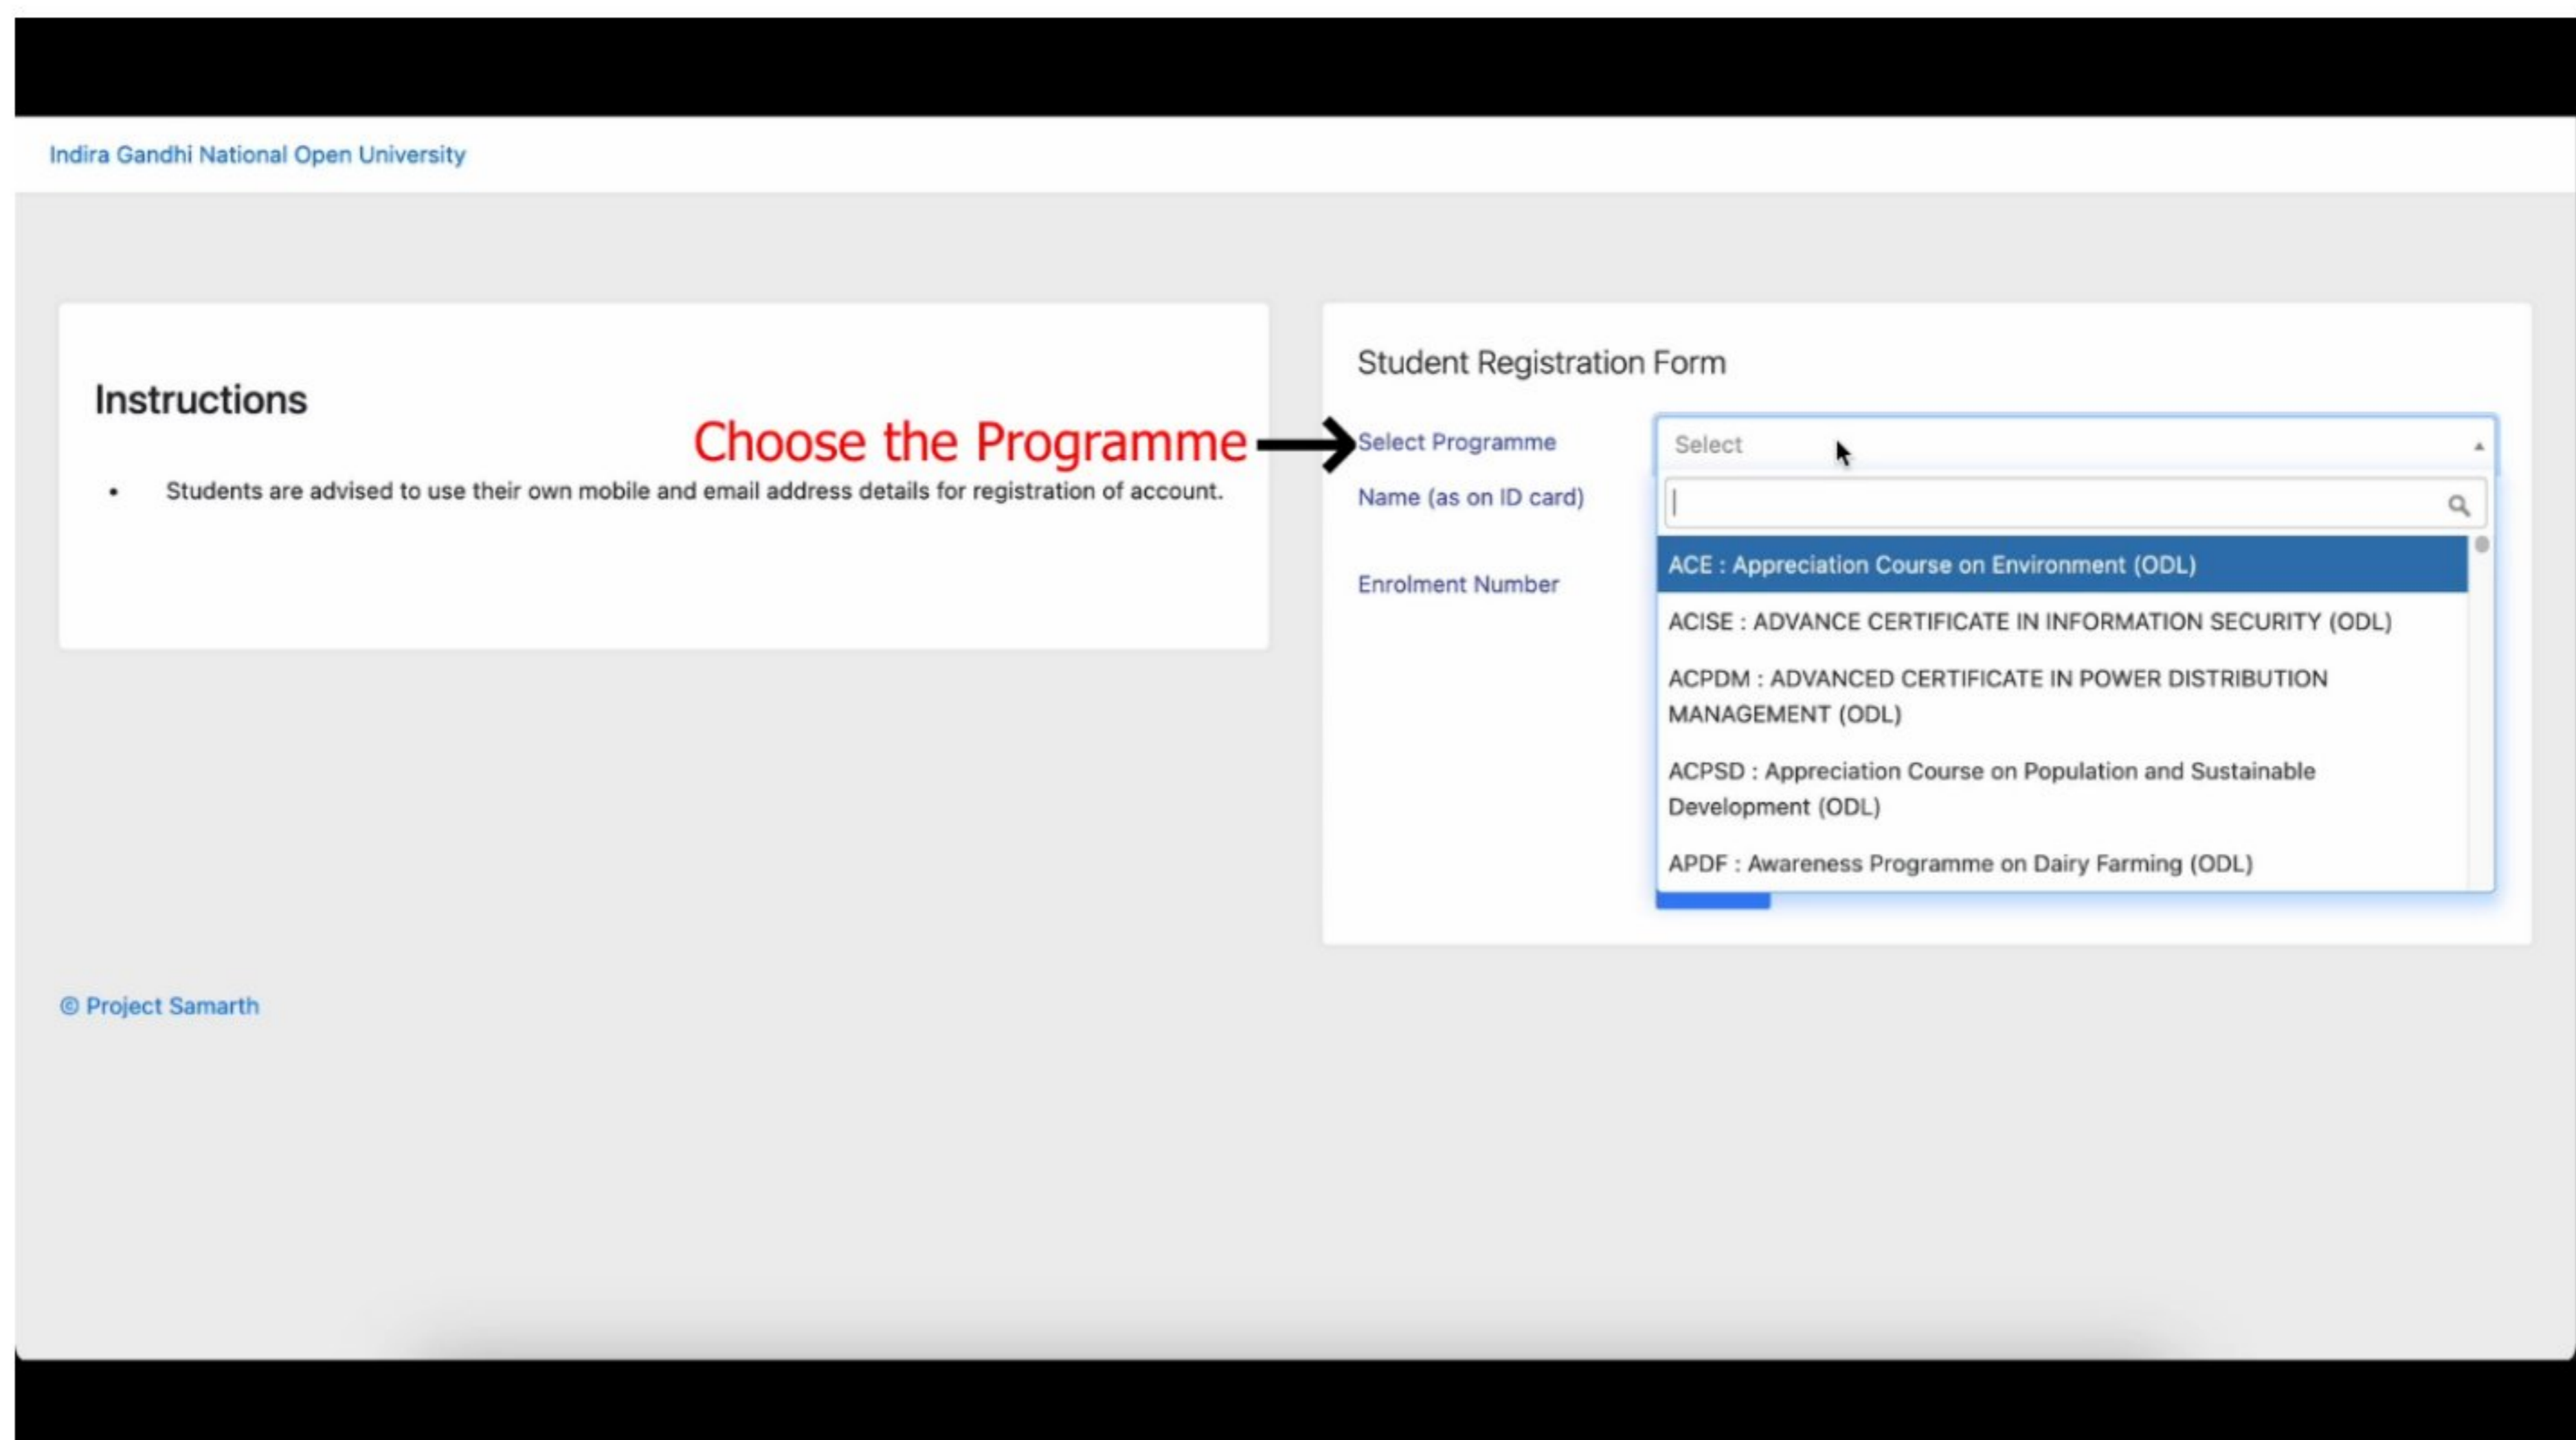 Indira Gandhi National Open University
Instructions
Choose the Programme
• Students are advised to use their own mobile and email address details for registration of account.
Student Registration Form
Select Programme
Select
Name (as on ID card)
Enrolment Number
ACE : Appreciation Course on Environment (ODL)
ACISE : ADVANCE CERTIFICATE IN INFORMATION SECURITY (ODL)
ACPDM : ADVANCED CERTIFICATE IN POWER DISTRIBUTION
MANAGEMENT (ODL)
ACPSD : Appreciation Course on Population and Sustainable
Development (ODL)
APDF : Awareness Programme on Dairy Farming (ODL)
© Project Samarth